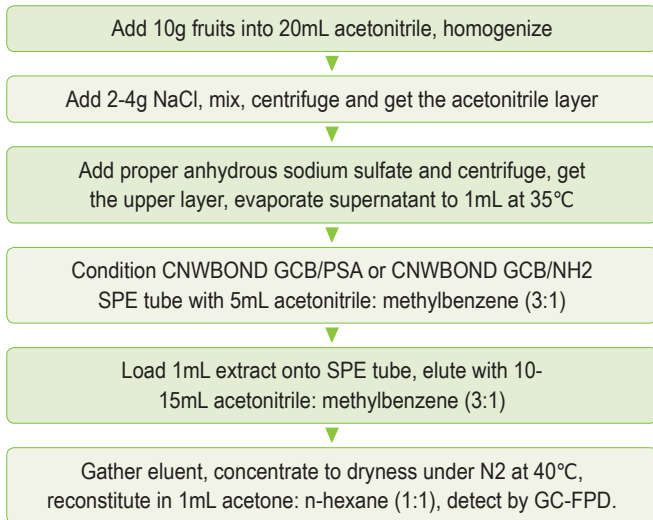 Add 10g fruits into 20mL acetonitrile, homogenize
Add 2-4g NaCl, mix, centrifuge and get the acetonitrile layer
Add proper anhydrous sodium sulfate and centrifuge, get
the upper layer, evaporate supernatant to 1mL at 35℃
Condition CNWBOND GCB/PSA or CNWBOND GCB/NH2
SPE tube with 5mL acetonitrile: methylbenzene (3:1)
Load 1mL extract onto SPE tube, elute with 10-
15mL acetonitrile: methylbenzene (3:1)
Gather eluent, concentrate to dryness under N2 at 40℃,
reconstitute in 1mL acetone: n-hexane (1:1), detect by GC-FPD.